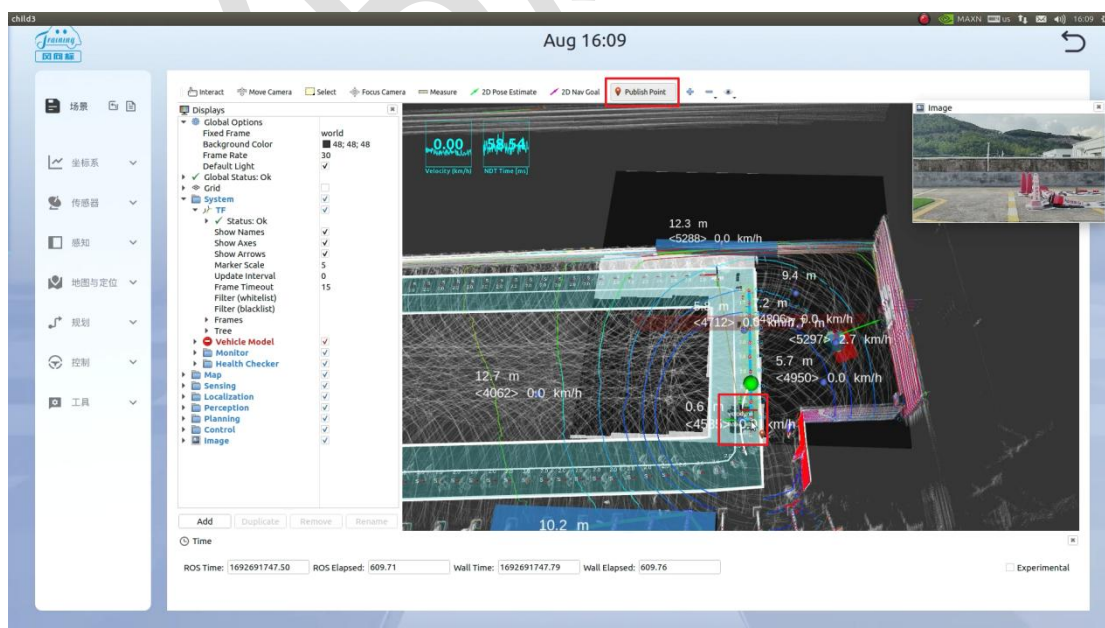 child3
MAXN
us
16:09
Training
Aug 16:09
场景
坐标系
传感器
感知
地图与定位
规划
控制
工具
Interact Move Camera Select Focus Camera Measure 2D Pose Estimate 2D Nav Goal Publish Point
Displays
Global Options
Fixed Frame world
Background Color 48; 48; 48
Frame Rate 30
Default Light
Global Status: Ok
Grid
System
TF
Status: Ok
Show Names
Show Axes
Show Arrows
Marker Scale 5
Update Interval 0
Frame Timeout 15
Filter (whitelist)
Filter (blacklist)
Frames
Tree
Vehicle Model
Monitor
Health Checker
Map
Sensing
Localization
Perception
Planning
Control
Image
Add Duplicate Remove Rename
0.00 58.54
Velocity (km/h) NDT Time [ms]
Image
12.3 m
<5288> 0.0 km/h
9.4 m
7.2 m
<4712>
<5297> 2.7 km/h
5.7 m
<4950> 0.0 km/h
12.7 m
<4062> 0.0 km/h
0.6 m
km/h
10.2 m
Time
ROS Time: 1692691747.50 ROS Elapsed: 609.71 Wall Time: 1692691747.79 Wall Elapsed: 609.76 Experimental